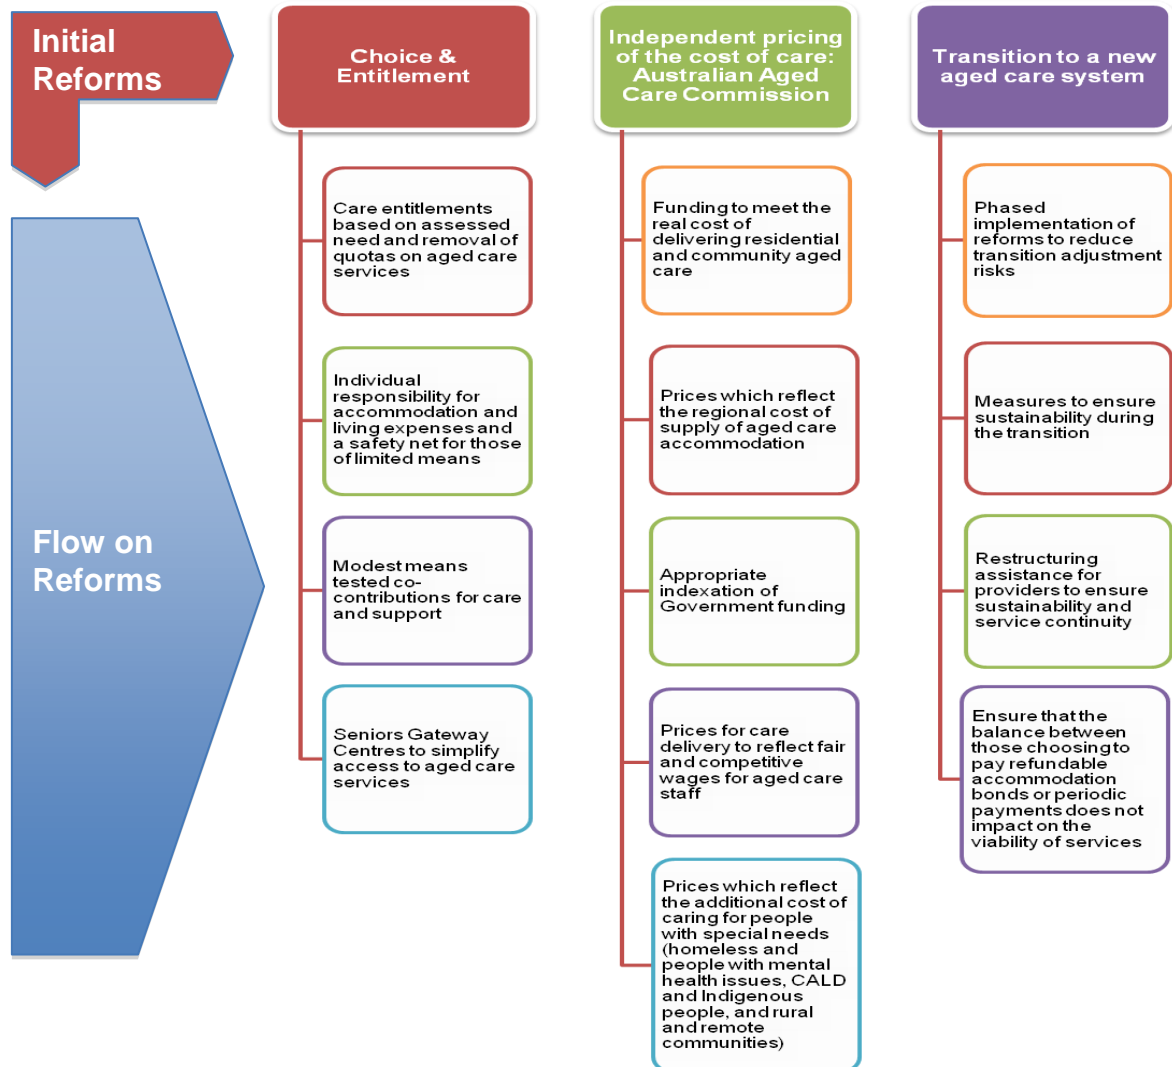 Initial
Reforms
Choice &
Entitlement
Independent pricing
of the cost of care:
Australian Aged
Care Commission
Transition to a new
aged care system
Flow on
Reforms
Care entitlements
based on assessed
need and removal of
quotas on aged care
services
Individual
responsibility for
accommodation and
living expenses and
a safety net for those
of limited means
Modest means
tested co-
contributions for care
and support
Seniors Gateway
Centres to simplify
access to aged care
services
Funding to meet the
real cost of
delivering residential
and community aged
care
Prices which reflect
the regional cost of
supply of aged care
accommodation
Appropriate
indexation of
Government funding
Prices for care
delivery to reflect fair
and competitive
wages for aged care
staff
Prices which reflect
the additional cost of
caring for people
with special needs
(homeless and
people with mental
health issues, CALD
and Indigenous
people, and rural
and remote
communities)
Phased
implementation of
reforms to reduce
transition adjustment
risks
Measures to ensure
sustainability during
the transition
Restructuring
assistance for
providers to ensure
sustainability and
service continuity
Ensure that the
balance between
those choosing to
pay refundable
accommodation
bonds or periodic
payments does not
impact on the
viability of services